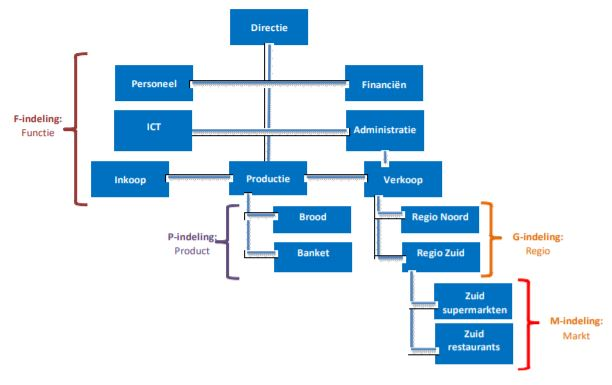 Directie
Personeel
Financiën
F-indeling:
Functie
ICT
Administratie
Inkoop
Productie
Verkoop
P-indeling:
Product
Brood
Banket
Regio Noord
Regio Zuid
G-indeling:
Regio
Zuid
supermarkten
Zuid
restaurants
M-indeling:
Markt